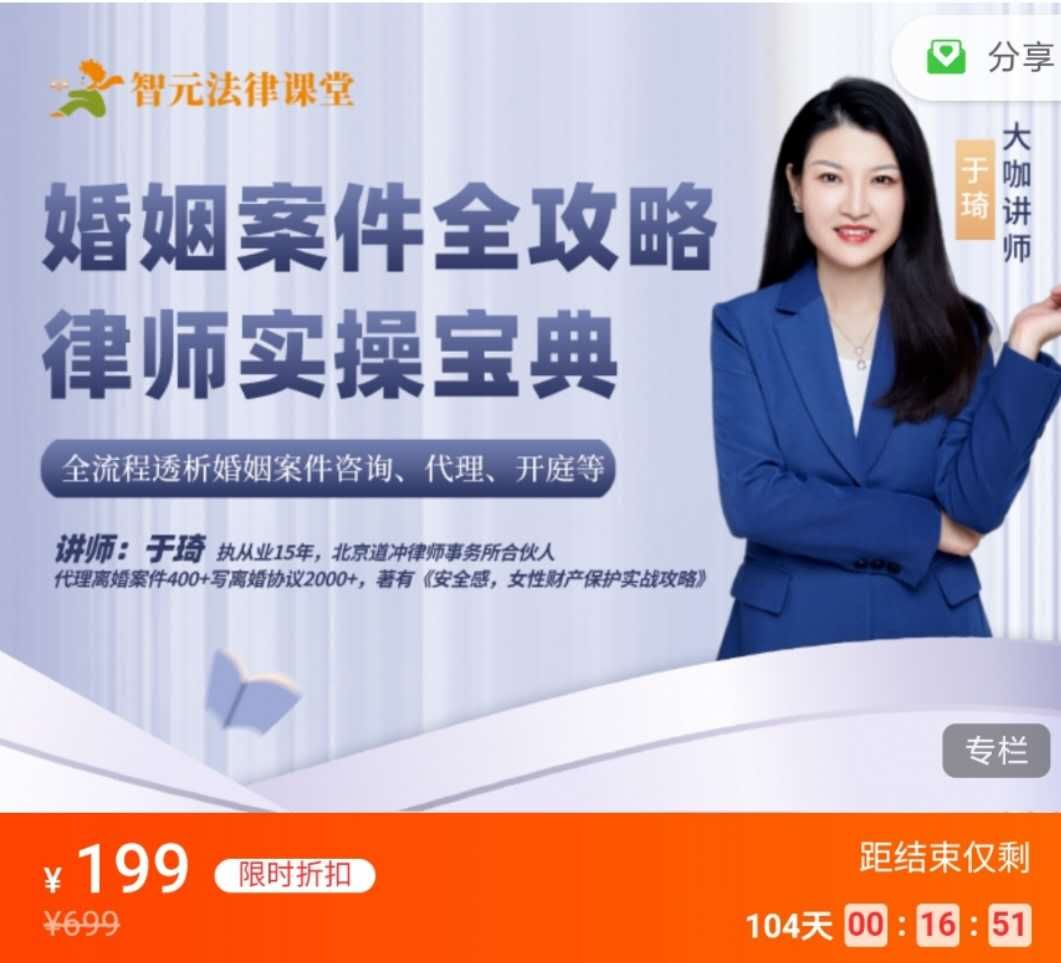 分享
智元法律课堂
大咖讲师
于琦
婚姻案件全攻略
律师实操宝典
全流程透析婚姻案件咨询、代理、开庭等
讲师：于琦 执从业15年，北京道冲律师事务所合伙人
代理离婚案件400+写离婚协议2000+，著有《安全感，女性财产保护实战攻略》
专栏
¥ 199 限时折扣
¥699
距结束仅剩
104天 00 : 16 : 51